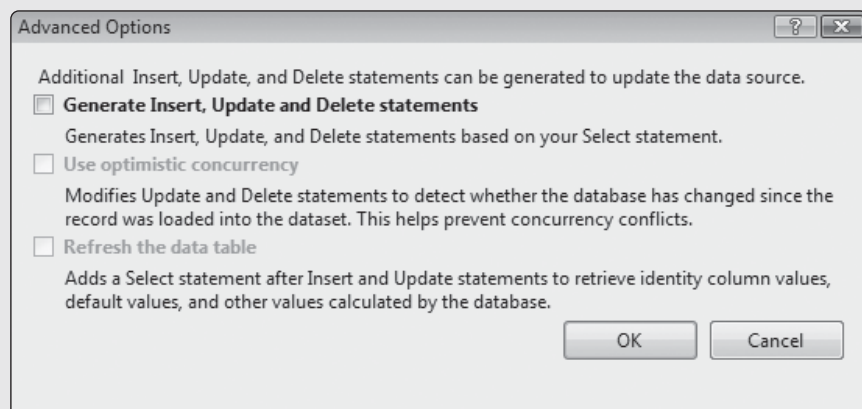 Advanced Options
Additional Insert, Update, and Delete statements can be generated to update the data source.
Generate Insert, Update and Delete statements
Generates Insert, Update, and Delete statements based on your Select statement.
Use optimistic concurrency
Modifies Update and Delete statements to detect whether the database has changed since the
record was loaded into the dataset. This helps prevent concurrency conflicts.
Refresh the data table
Adds a Select statement after Insert and Update statements to retrieve identity column values,
default values, and other values calculated by the database.
OK Cancel